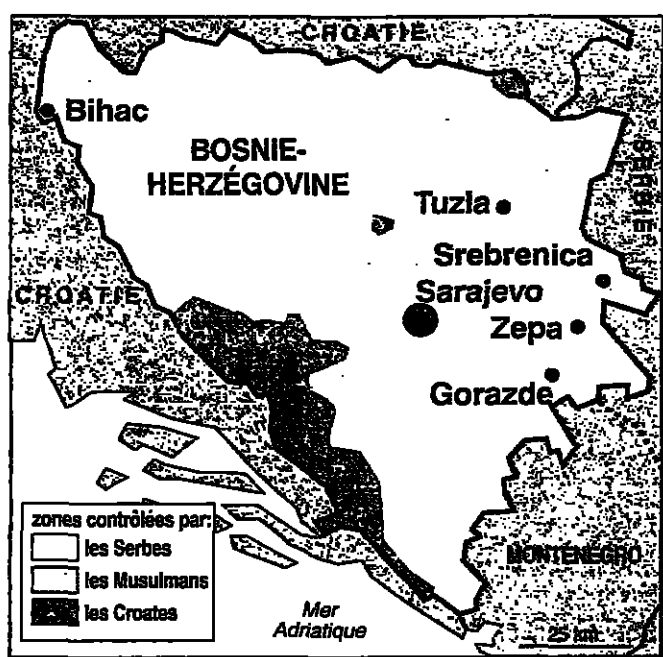 CROATIE
Bihac
BOSNIE-
HERZÉGOVINE
SERBIE
Tuzla
Srebrenica
CROATIE
Sarajevo
Zepa
Gorazde
zones contrôlées par:
les Serbes
les Musulmans
les Croates
MONTENEGRO
Mer
Adriatique
25 km